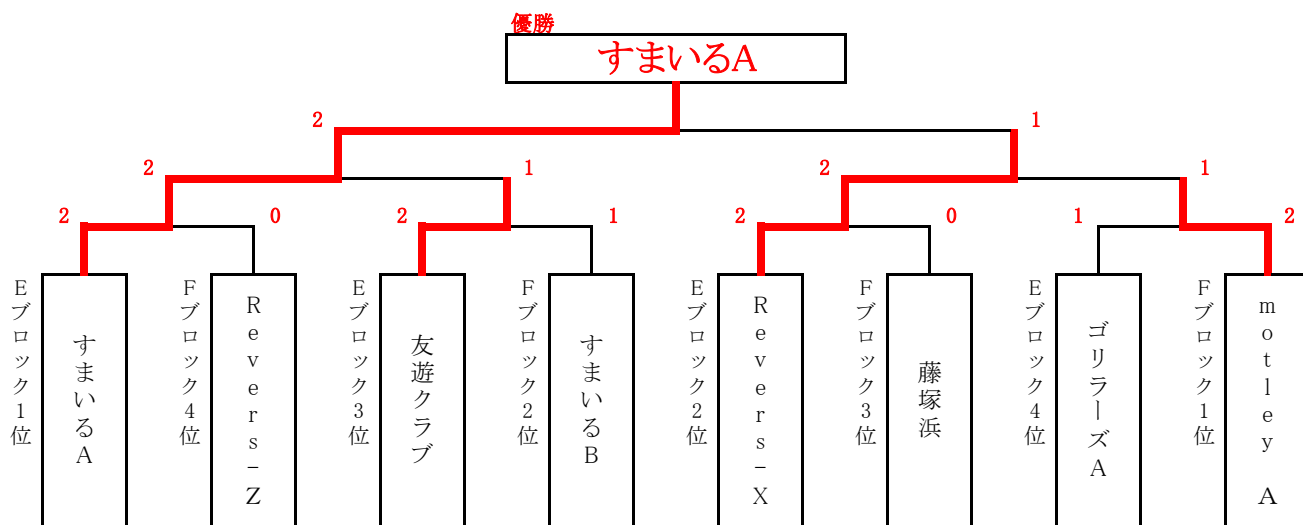 優勝
すまいるA
2
1
2
1
2
1
2
0
2
1
2
0
1
2
Eブロック1位
すまいるA
Fブロック4位
Revers-Z
Eブロック3位
友遊クラブ
Fブロック2位
すまいるB
Eブロック2位
Revers-X
Fブロック3位
藤塚浜
Eブロック4位
ゴリラーズA
Fブロック1位
motley A